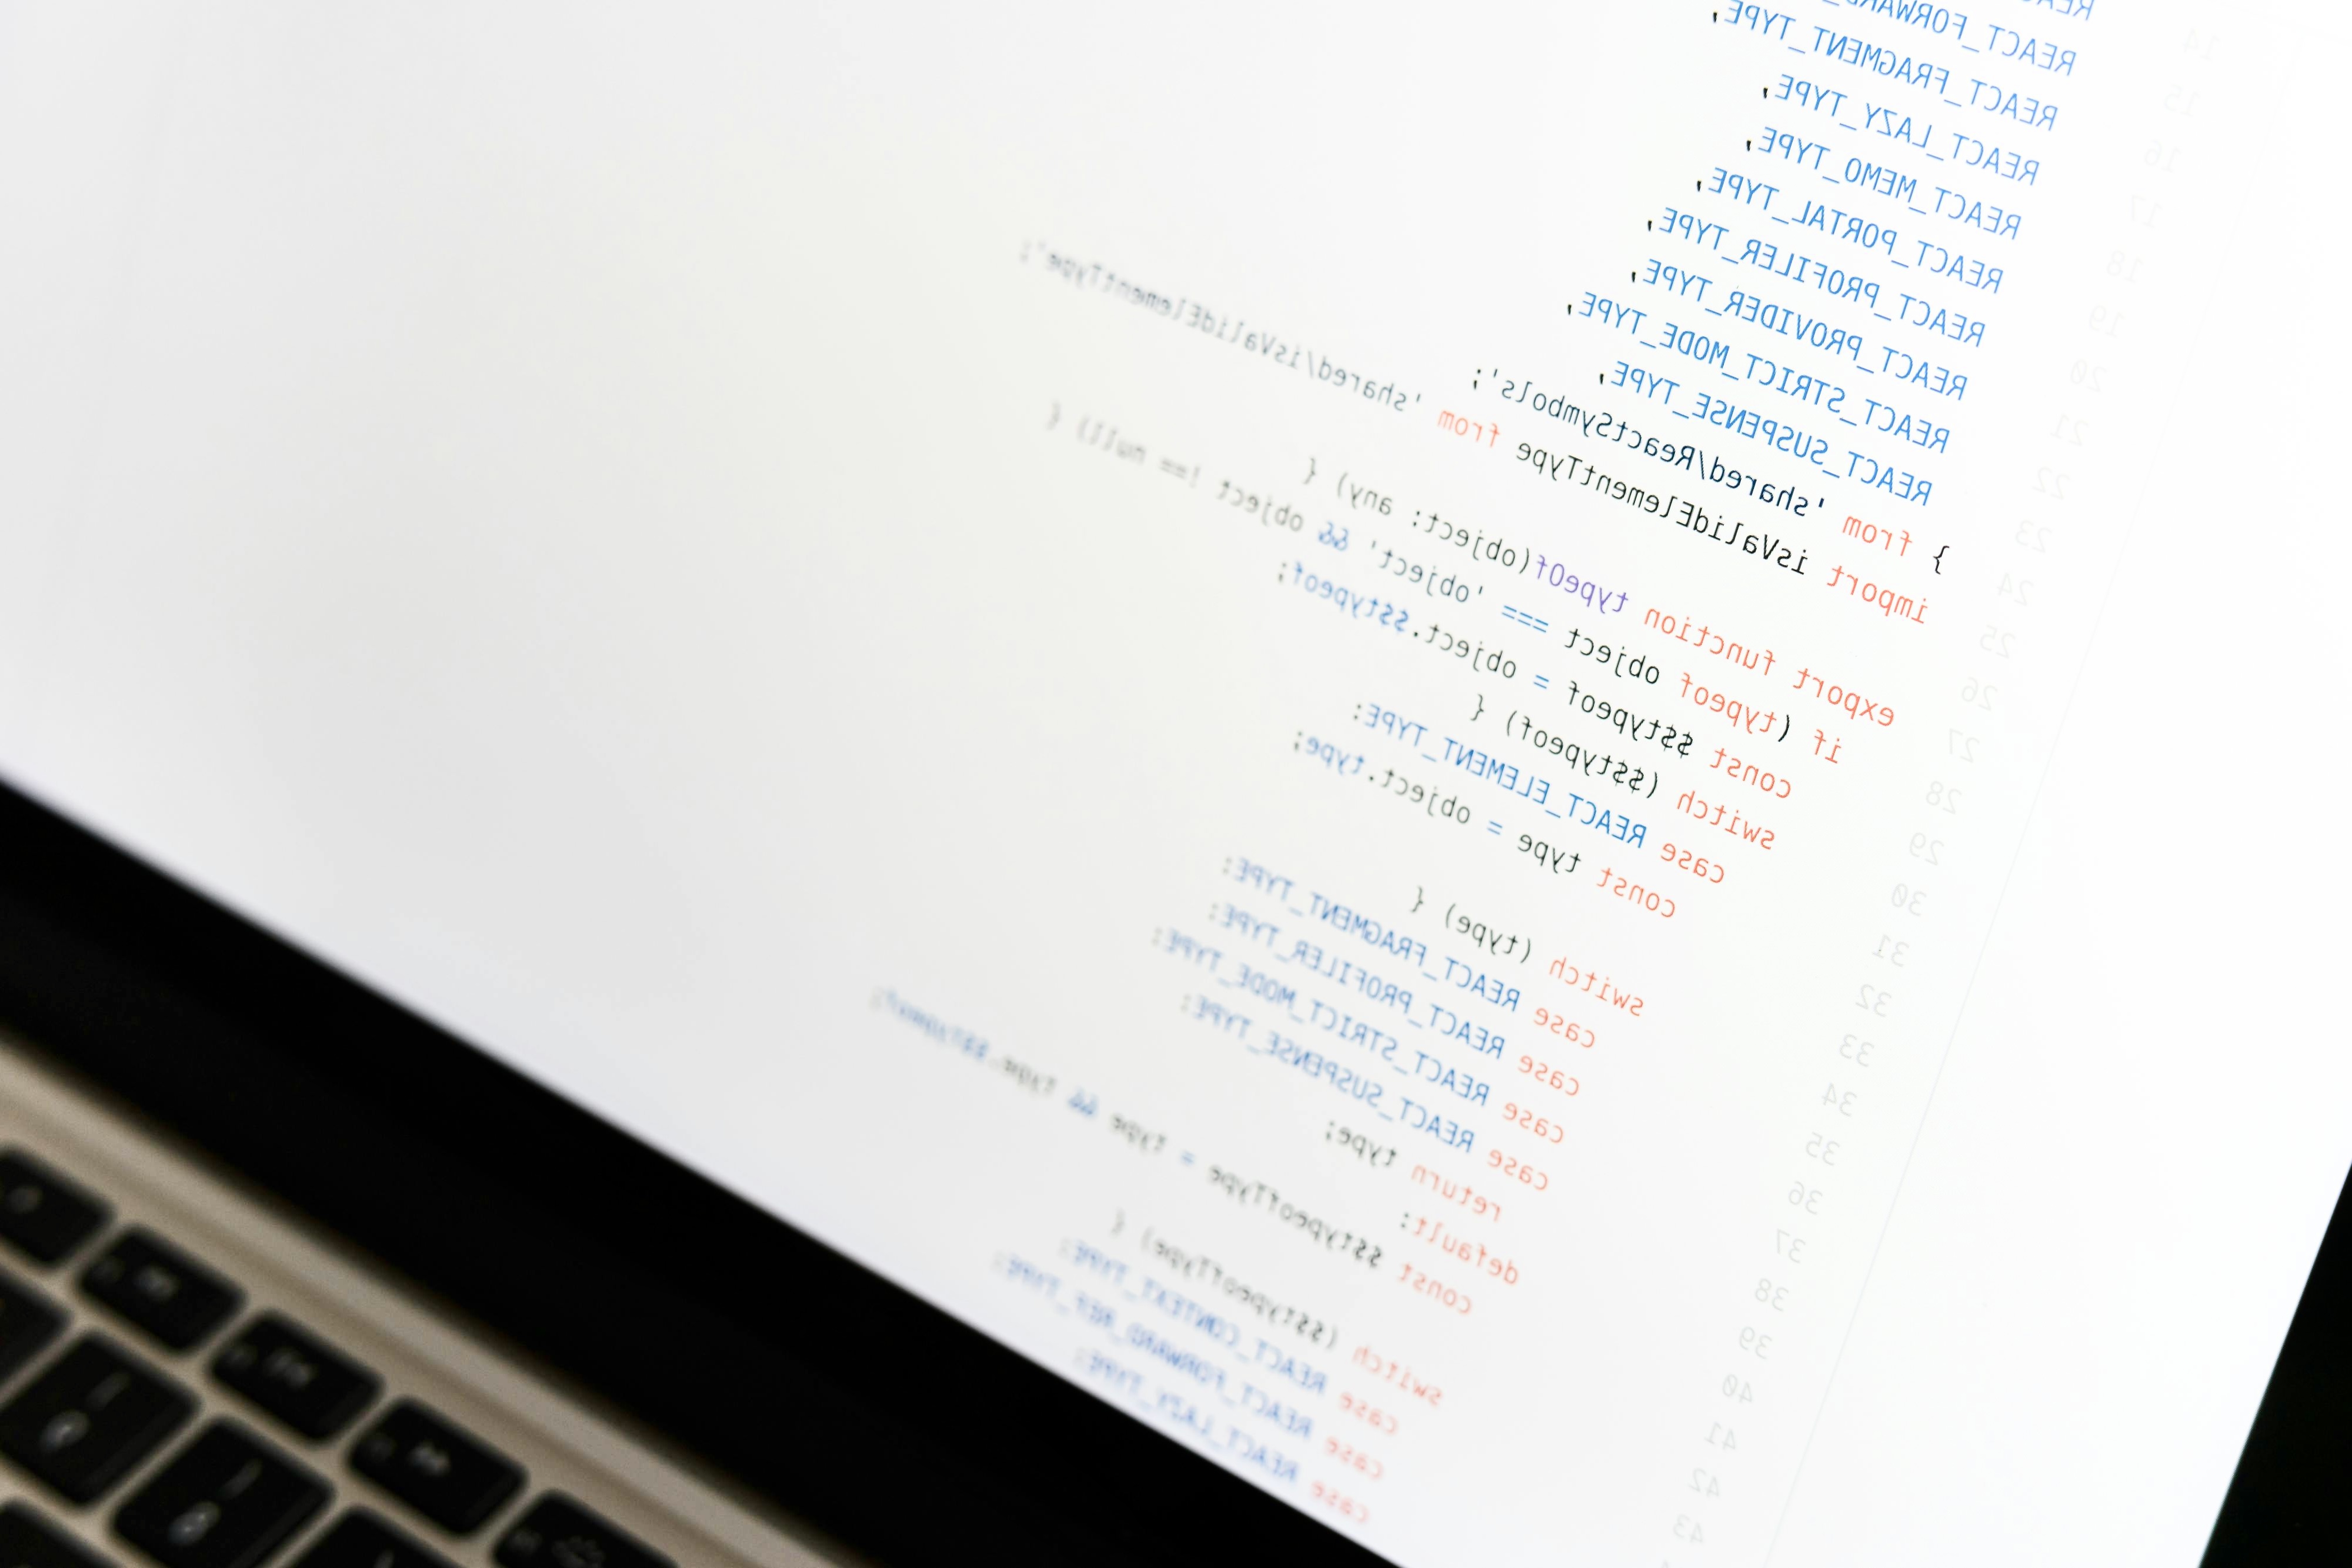 14 REAC
15 REACT_FORWARD_
16 REACT_FRAGMENT_TYPE,
17 REACT_LAZY_TYPE,
18 REACT_MEMO_TYPE,
19 REACT_PORTAL_TYPE,
20 REACT_PROFILER_TYPE,
21 REACT_PROVIDER_TYPE,
22 REACT_STRICT_MODE_TYPE,
23 REACT_SUSPENSE_TYPE,
24 } from 'shared/ReactSymbols';
25 import isValidElementType from 'shared/isValidElementType';
26
27 export function typeOf(object: any) {
28 if (typeof object === 'object' && object !== null) {
29 const $$typeof = object.$$typeof;
30 switch ($$typeof) {
31 case REACT_ELEMENT_TYPE:
32 const type = object.type;
33
34 switch (type) {
35 case REACT_FRAGMENT_TYPE:
36 case REACT_PROFILER_TYPE:
37 case REACT_STRICT_MODE_TYPE:
38 case REACT_SUSPENSE_TYPE:
39 return type;
40 default:
41 const $$typeofType = type && type.$$typeof;
42
43 switch ($$typeofType) {
case REACT_CONTEXT_TYPE:
case REACT_FORWARD_REF_TYPE:
case REACT_LAZY_TYPE: